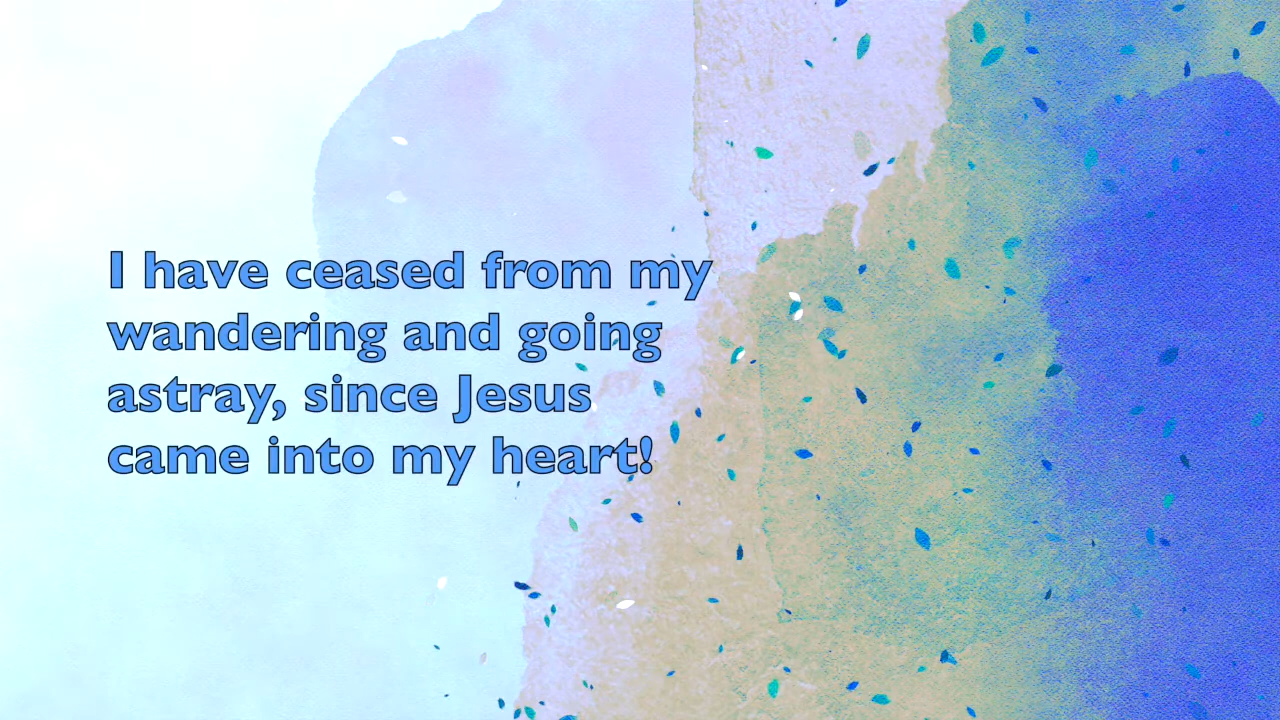 I have ceased from my
wandering and going
astray, since Jesus
came into my heart!